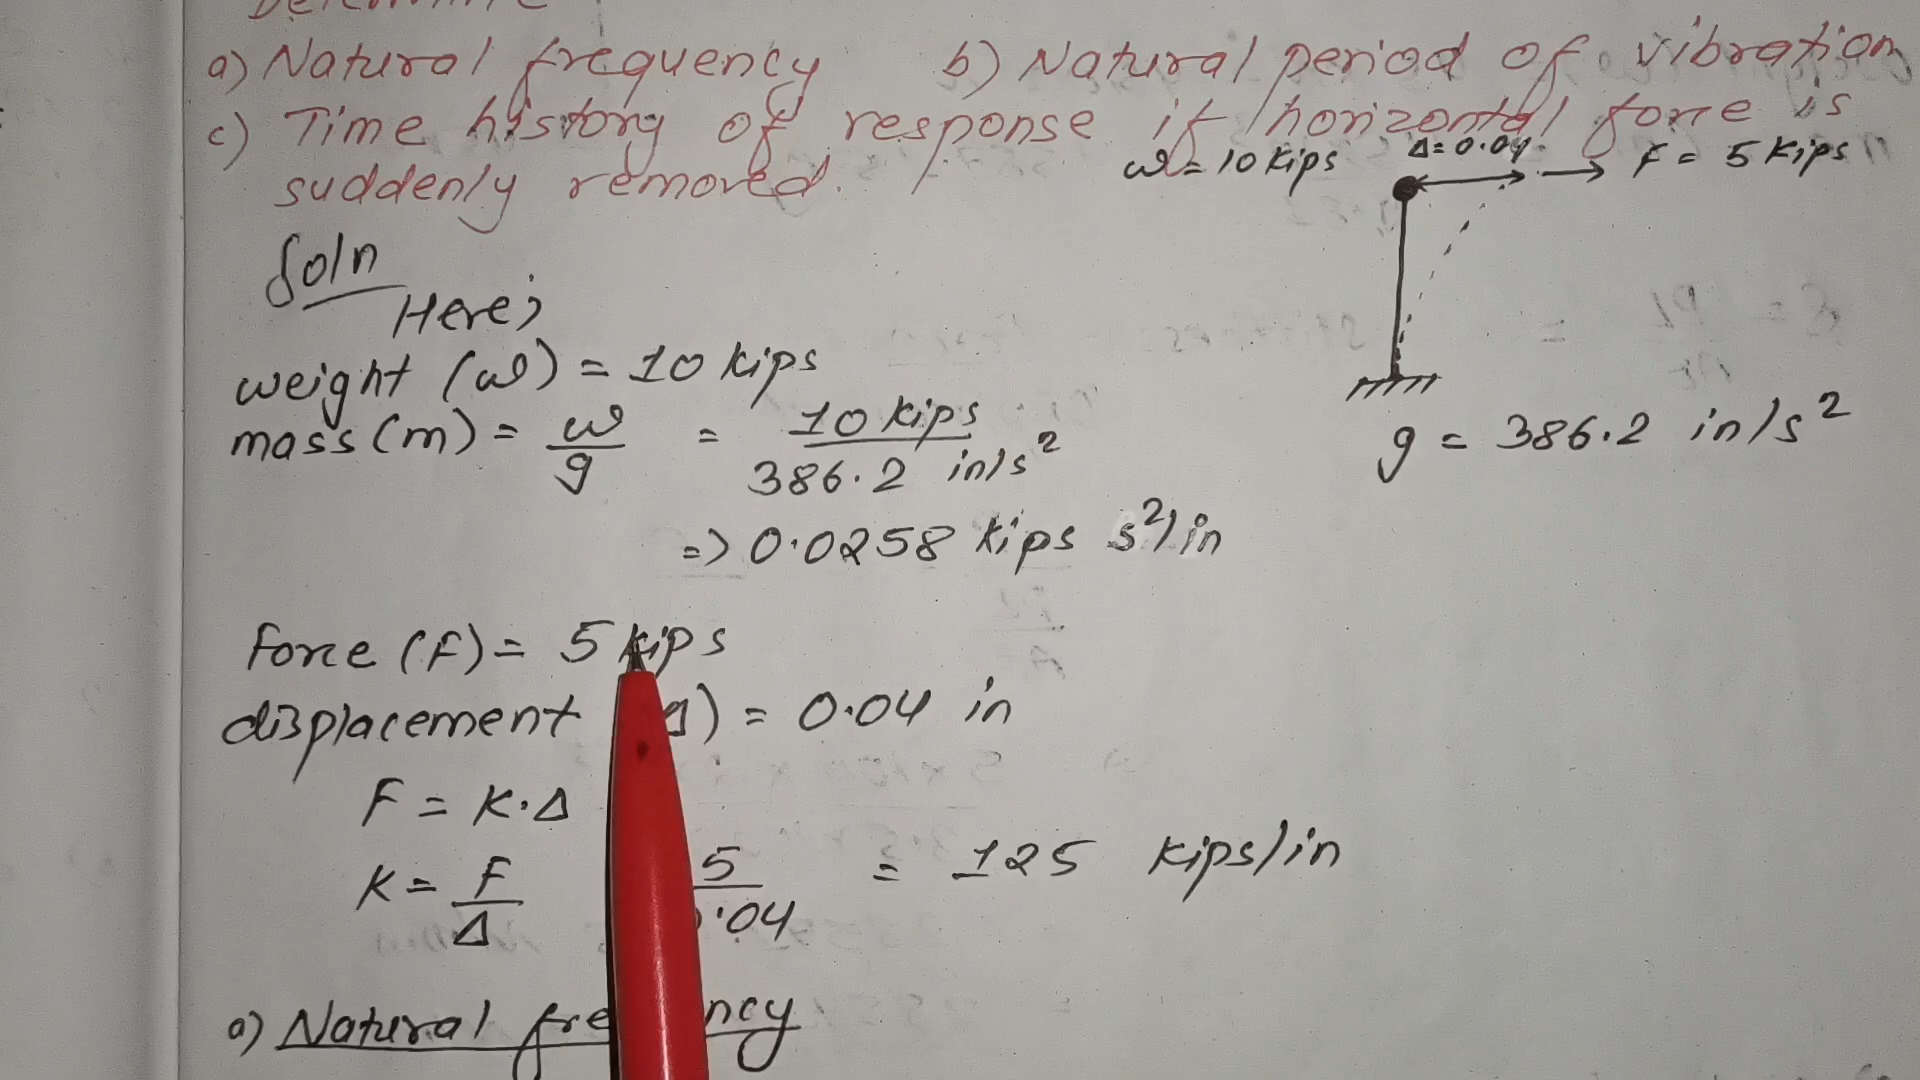 a) Natural frequency b) Natural period of vibration
c) Time history of response if horizontal force is
suddenly removed.
w = 10 kips Δ = 0.04 F = 5 kips
Soln
Here;
weight (w) = 10 kips
mass (m) = w/g = 10 kips / 386.2 in/s²
g = 386.2 in/s²
=> 0.0258 kips s²/in
Force (F) = 5 kips
displacement = 0.04 in
F = K.Δ
K = F/Δ 5 / .04 = 125 kips/in
a) Natural